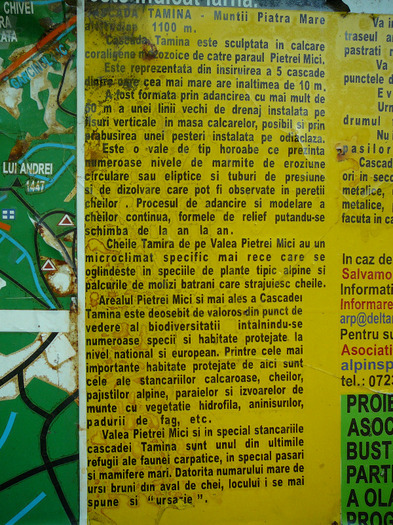 CHIVEI
LUI ANDREI
1447
CASCADA TAMINA - Muntii Piatra Mare
1100 m.
Cascada Tamina este sculptata in calcare
mezozoice de catre paraul Pietrei Mici,
Este reprezentata din insiruirea a 5 cascade
care cea mai mare are inaltimea de 10 m.
A fost formata prin adancirea cu mai mult de
m a unei linii vechi de drenaj instalata pe
fisuri verticale in masa calcarelor, posibil si prin
prabusirea unei pesteri instalata pe odiaclaza.
Este o vale de tip horoabe ce prezinta
numeroase nivele de marmite de eroziune
circulare sau eliptice si tuburi de presiune
si de dizolvare care pot fi observate in peretii
cheilor . Procesul de adancire si modelare a
cheilor continua, formele de relief putandu-se
schimba de la an la an.
Cheile Tamira de pe Valea Pietrei Mici au un
microclimat specific mai rece care se
oglindeste in speciile de plante tipic alpine si
palcurile de molizi batrani care strajuiesc cheile.
Arealul Pietrei Mici si mai ales a Cascadei
Tamina este deosebit de valoros din punct de
vedere al biodiversitatii intalnindu-se
numeroase specii si habitate protejate la
nivel national si european. Printre cele mai
importante habitate protejate de aici sunt
cele ale stancariilor calcaroase, cheilor,
pajistilor alpine, paraielor si izvoarelor de
munte cu vegetatie hidrofila, aninisurilor,
padurii de fag, etc.
Valea Pietrei Mici si in special stancariile
cascadei Tamina sunt unul din ultimile
refugii ale faunei carpatice, in special pasari
si mamifere mari. Datorita numarului mare de
ursi bruni din aval de chei, locului i se mai
spune si "ursarie".
Va
traseul
pastrati
Va
punctele d
E v
Urn
drumul
Nu
pasilor
Casca
ori in sec
metalice,
metalice,
facuta in c
In caz de
Salvamo
Informati
Informare
arp@delta
Pentru su
Asociati
alpinsp
tel.: 072
PROIE
ASOC
BUST
PARTI
A OLA
PROG